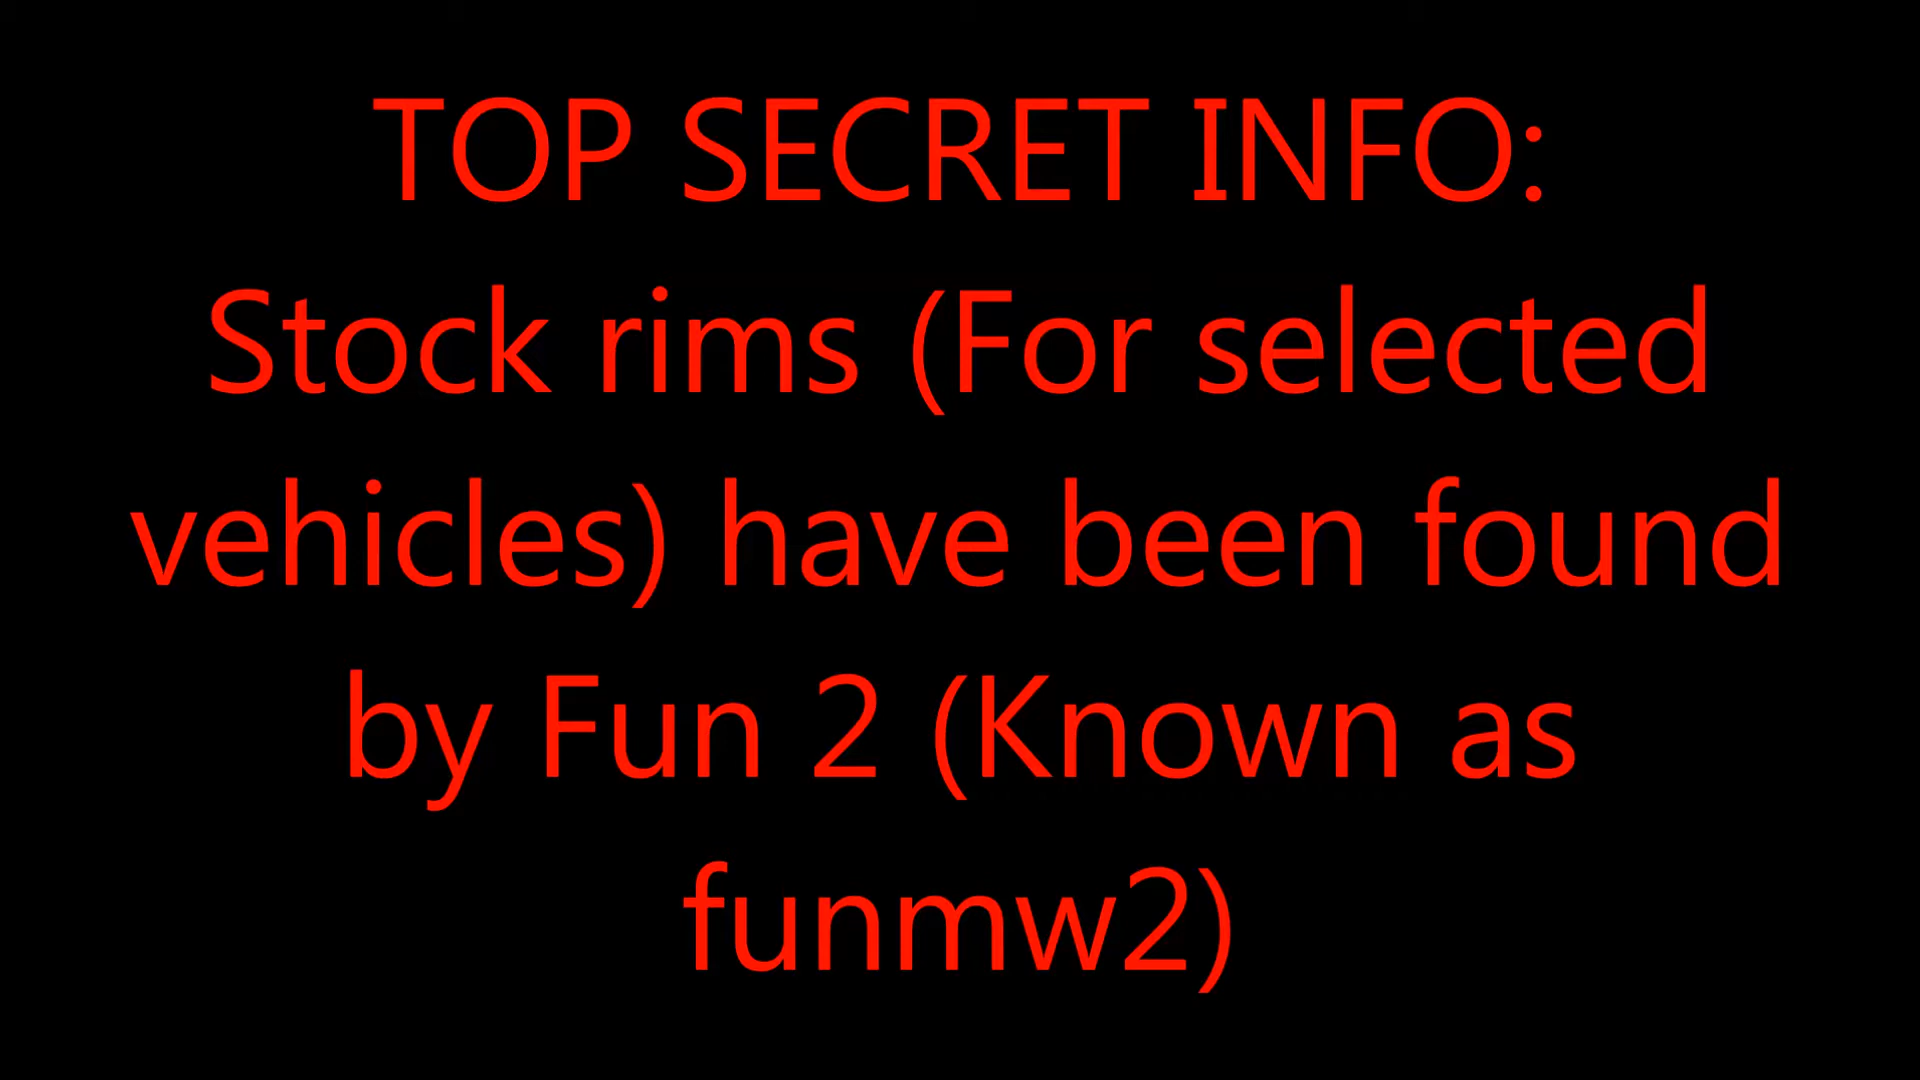 TOP SECRET INFO:
Stock rims (For selected
vehicles) have been found
by Fun 2 (Known as
funmw2)